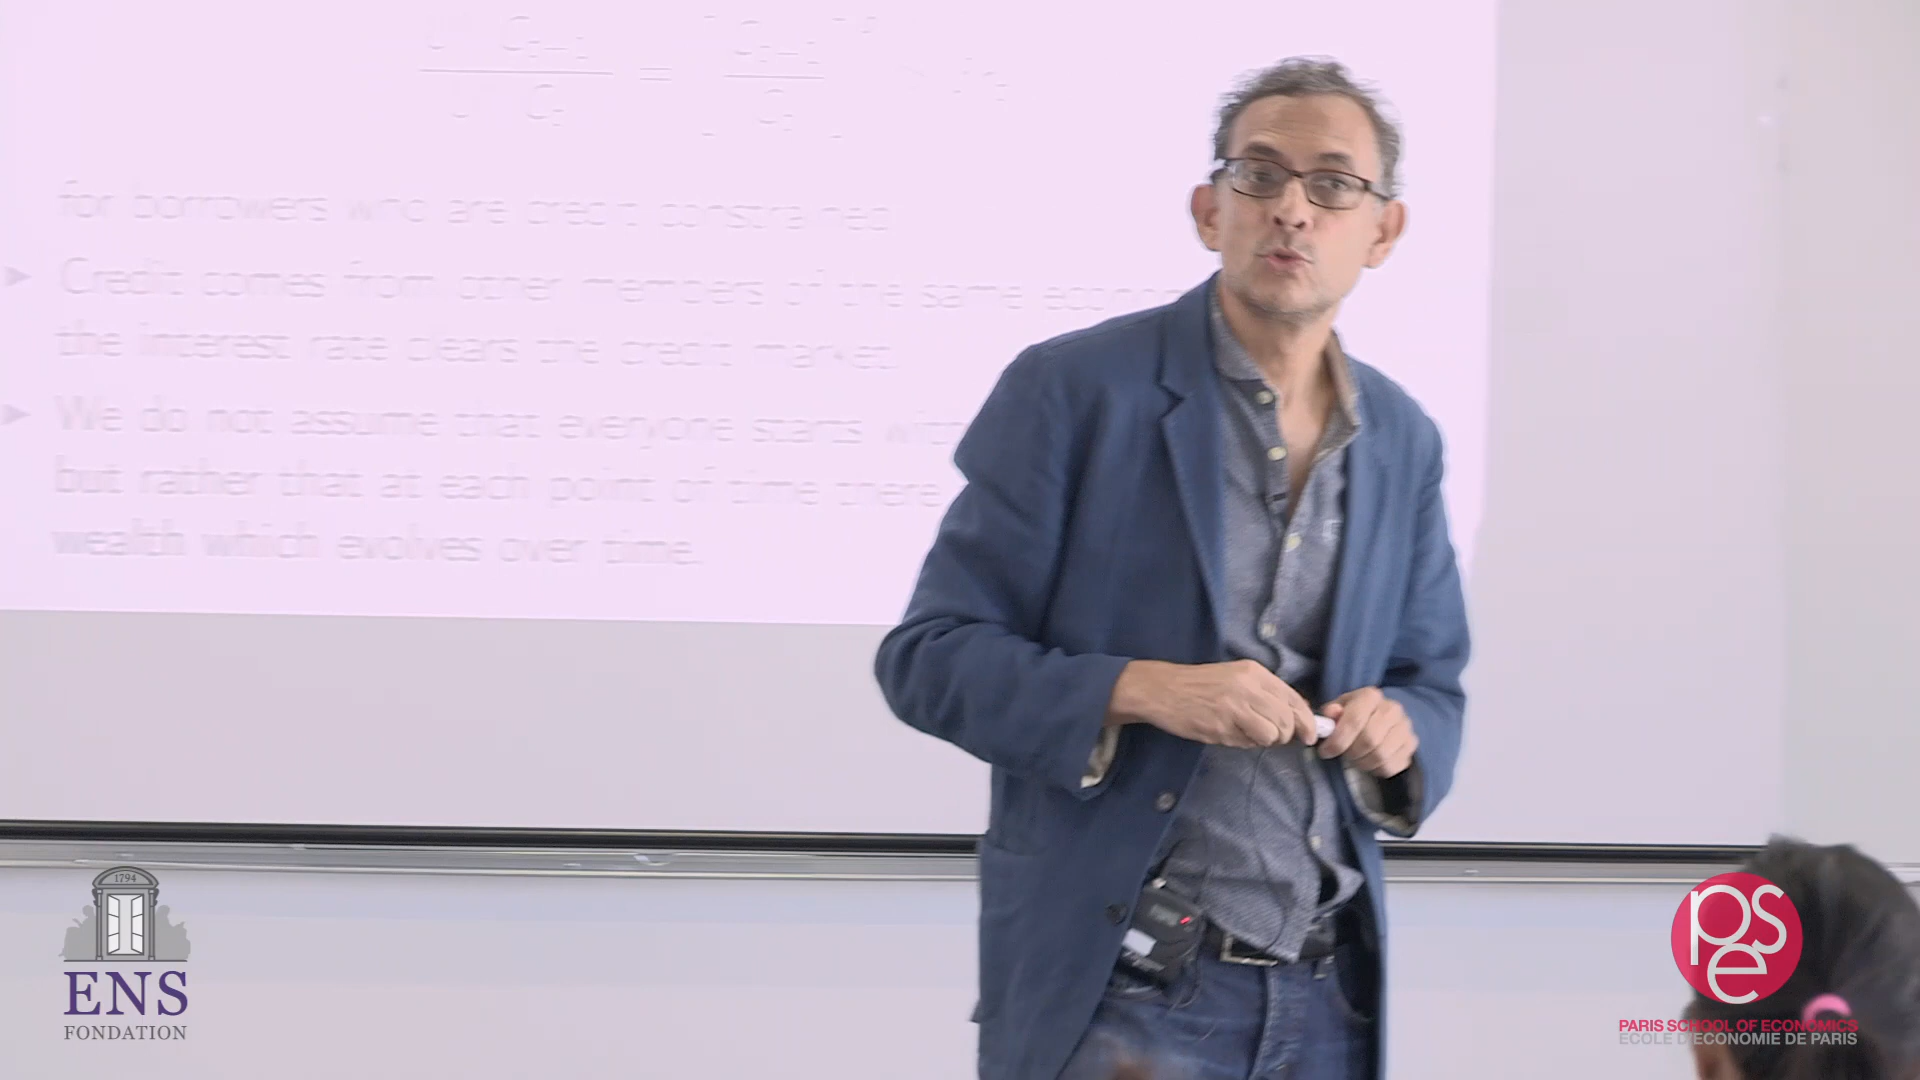 for borrowers who are credit constrained
Credit comes from other members of the same econom
the interest rate clears the credit market.
We do not assume that everyone starts with
but rather that at each point of time there
wealth which evolves over time.
1794
ENS
FONDATION
pse
PARIS SCHOOL OF ECONOMICS
ECOLE D'ECONOMIE DE PARIS